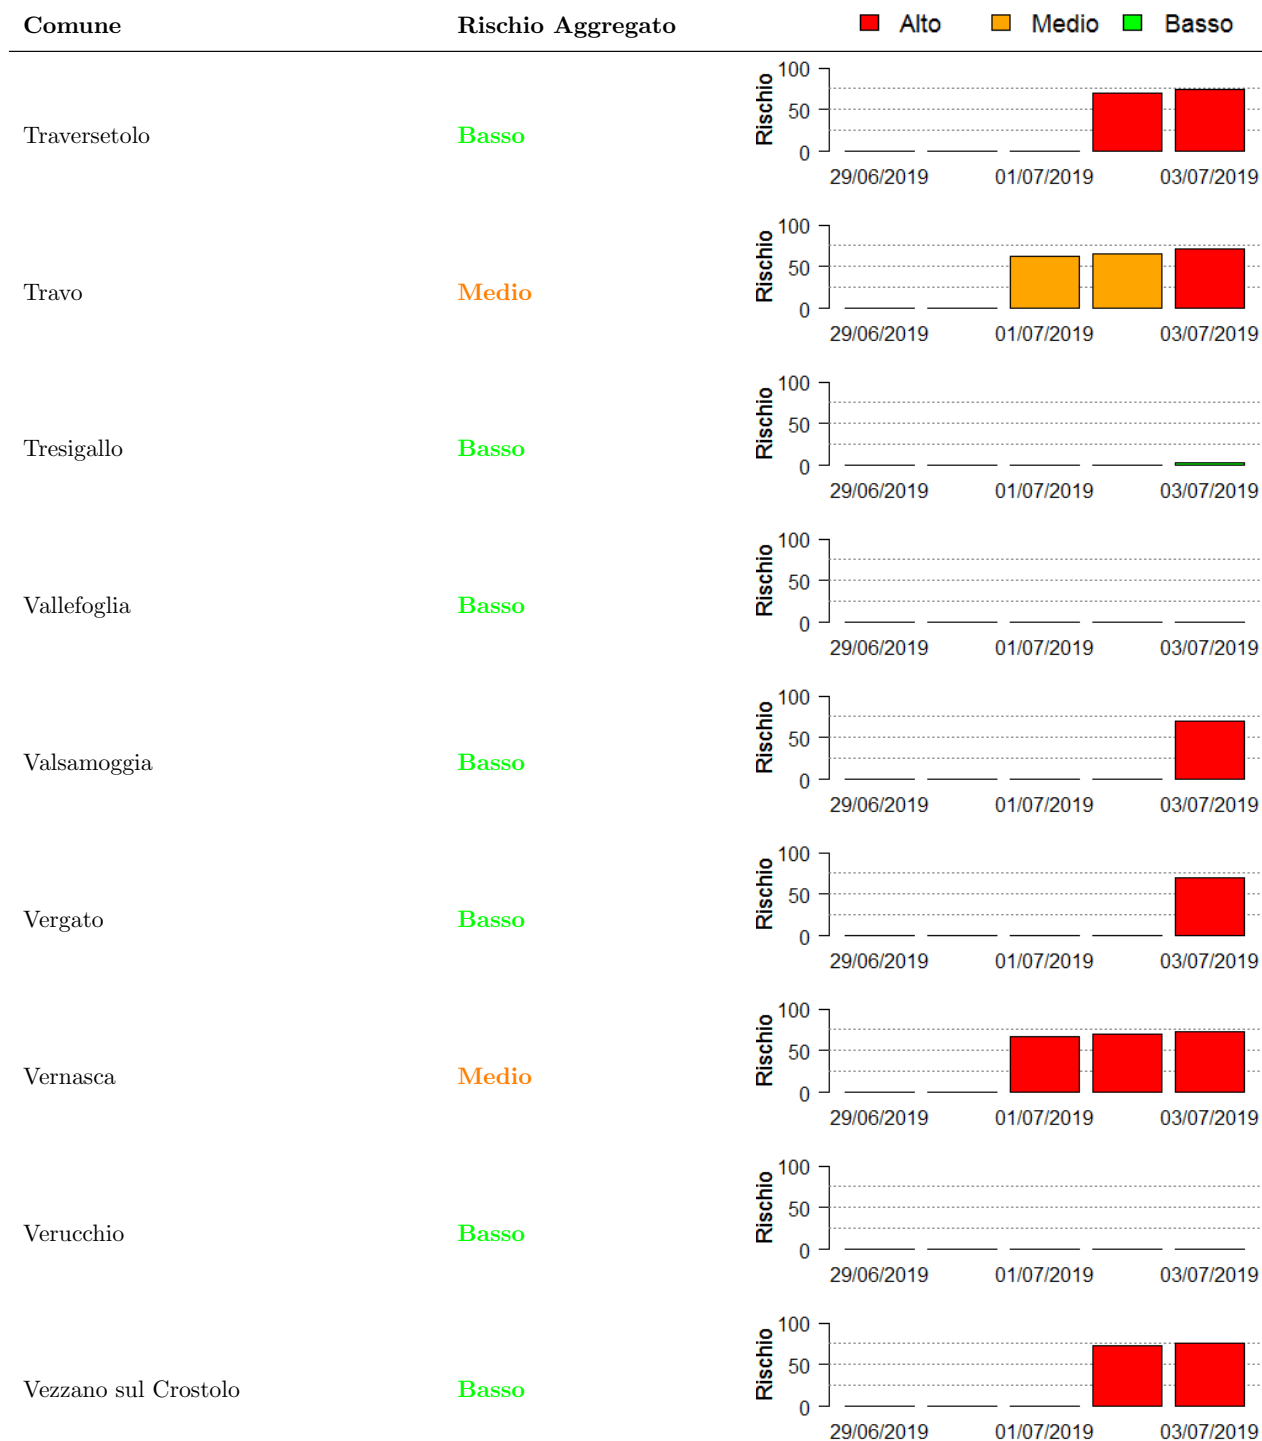 Comune Rischio Aggregato Alto Medio Basso
100
50
0
Rischio
Traversetolo Basso
29/06/2019 01/07/2019 03/07/2019
100
50
0
Rischio
Travo Medio
29/06/2019 01/07/2019 03/07/2019
100
50
0
Rischio
Tresigallo Basso
29/06/2019 01/07/2019 03/07/2019
100
50
0
Rischio
Vallefoglia Basso
29/06/2019 01/07/2019 03/07/2019
100
50
0
Rischio
Valsamoggia Basso
29/06/2019 01/07/2019 03/07/2019
100
50
0
Rischio
Vergato Basso
29/06/2019 01/07/2019 03/07/2019
100
50
0
Rischio
Vernasca Medio
29/06/2019 01/07/2019 03/07/2019
100
50
0
Rischio
Verucchio Basso
29/06/2019 01/07/2019 03/07/2019
100
50
0
Rischio
Vezzano sul Crostolo Basso
29/06/2019 01/07/2019 03/07/2019